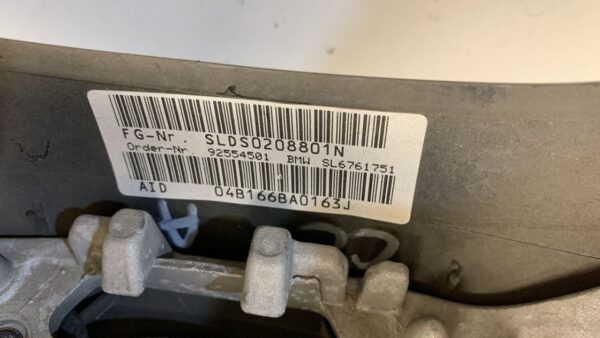 FG-Nr. SLDS0208801N
Order-Nr. 92554501 BMW SL6761751
AID 04B166BA0163J